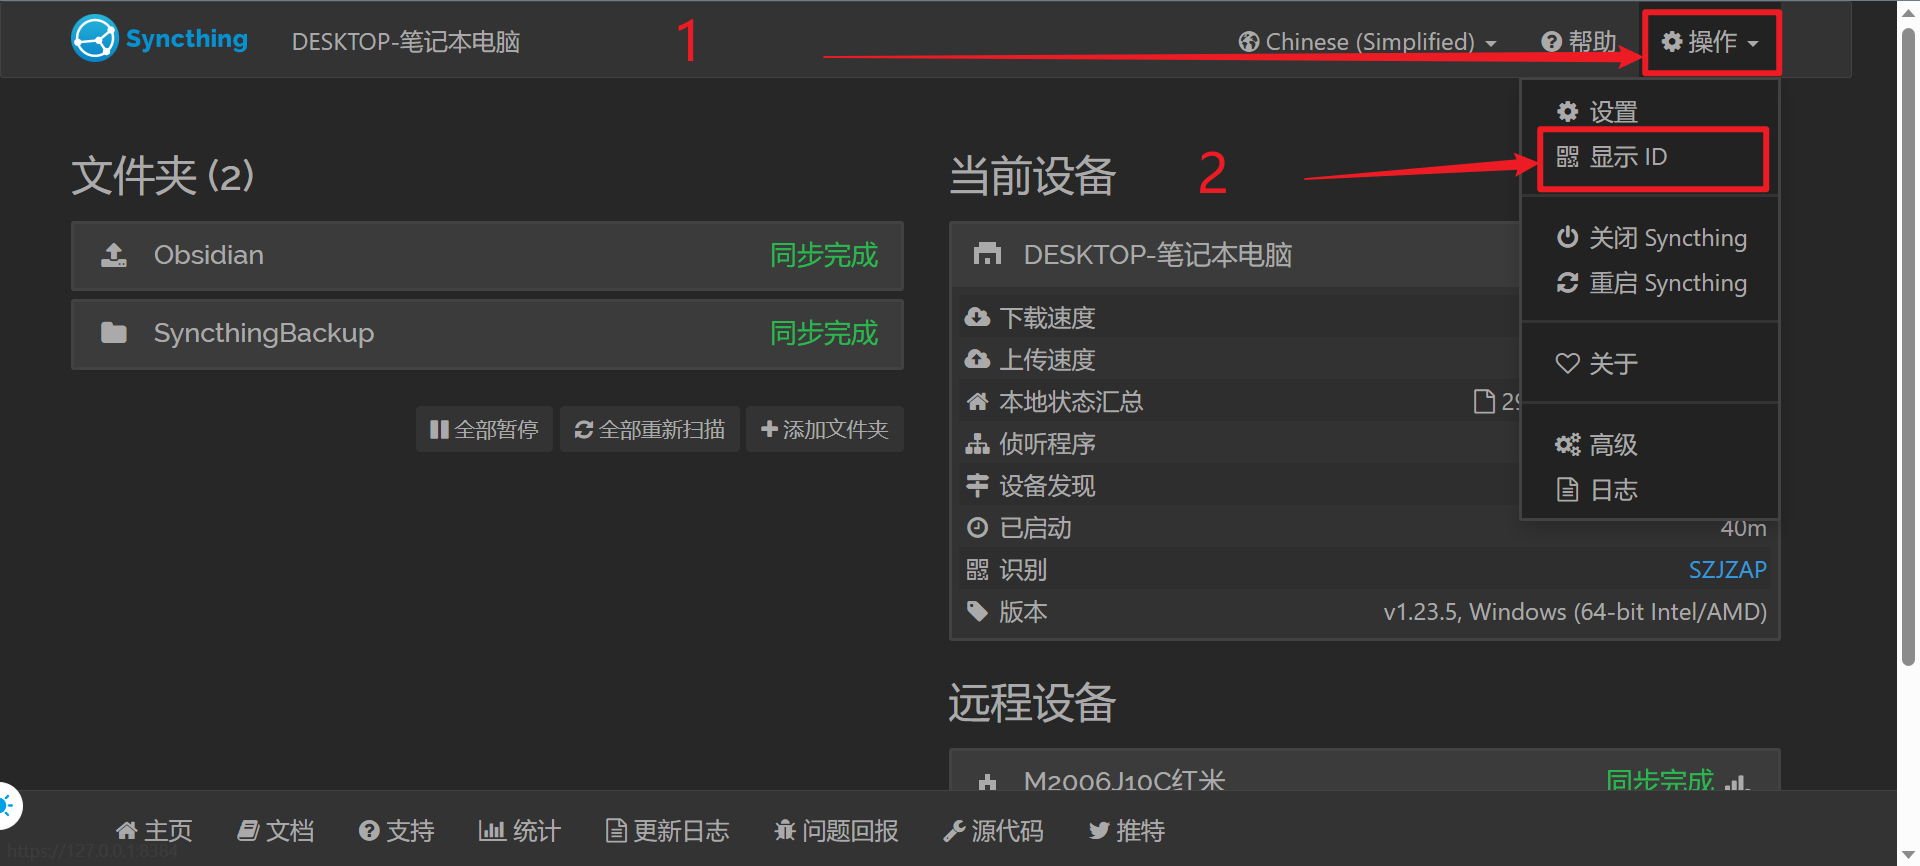 Syncthing
DESKTOP-笔记本电脑
1
Chinese (Simplified)
帮助
操作
设置
显示 ID
关闭 Syncthing
重启 Syncthing
关于
高级
日志
文件夹 (2)
Obsidian
同步完成
SyncthingBackup
同步完成
全部暂停
全部重新扫描
添加文件夹
当前设备
2
DESKTOP-笔记本电脑
下载速度
上传速度
本地状态汇总
侦听程序
设备发现
已启动
40m
识别
SZJZAP
版本
v1.23.5, Windows (64-bit Intel/AMD)
远程设备
M2006J10C红米
同步完成
主页
文档
支持
统计
更新日志
问题回报
源代码
推特
https://127.0.0.1:8384